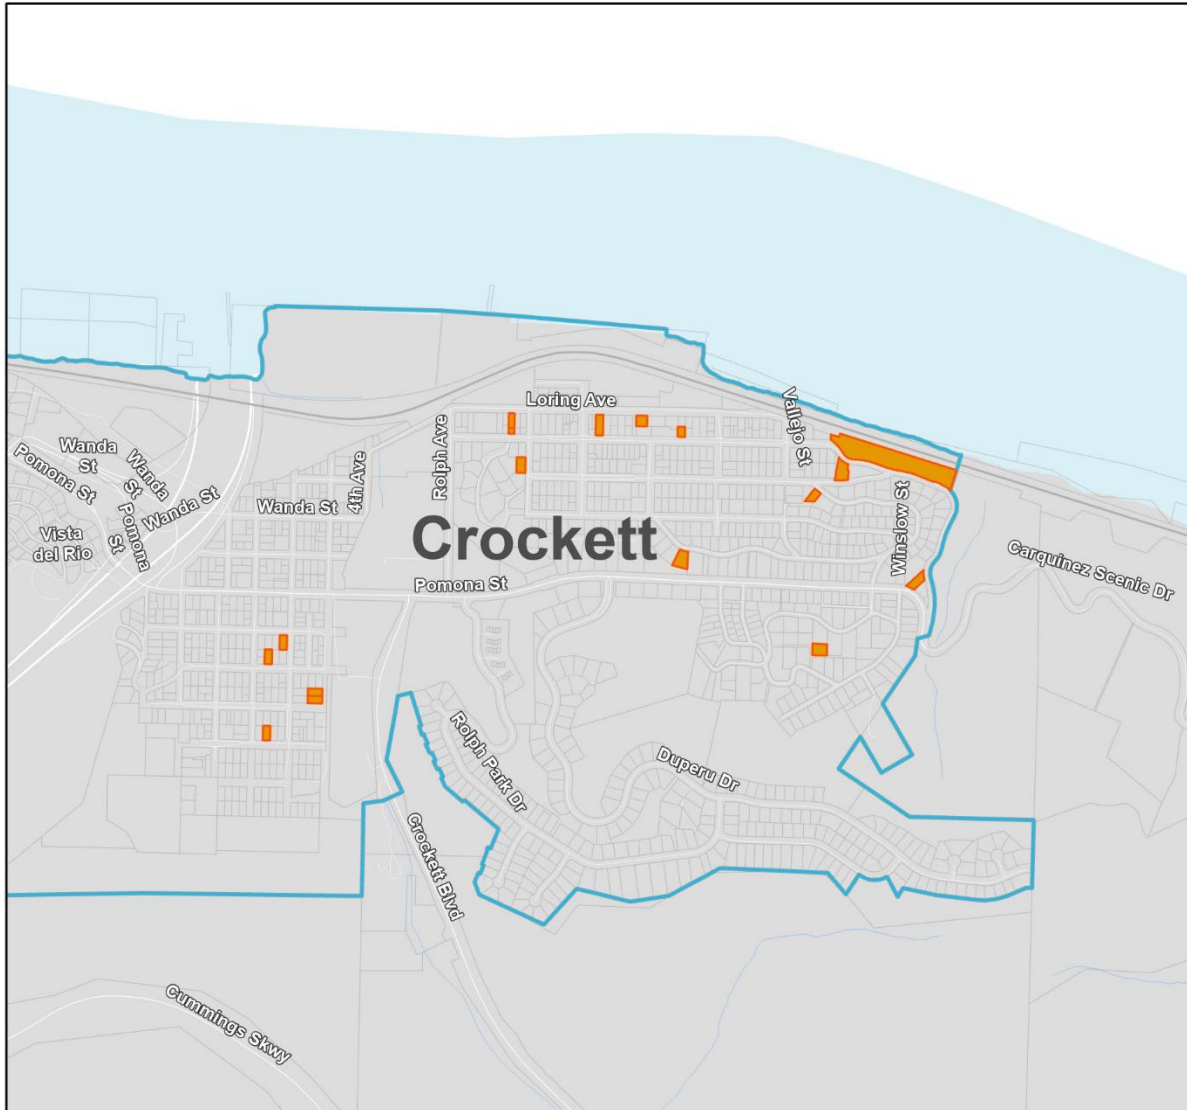 Loring Ave
Vallejo St
Rolph Ave
4th Ave
Wanda
St
Wanda
St
Pomona St
Wanda St
Wanda St
Pomona
St
Vista
del Rio
Crockett
Winslow St
Pomona St
Carquinez Scenic Dr
Rolph Park Dr
Duperu Dr
Crockett Blvd
Cummings Skwy